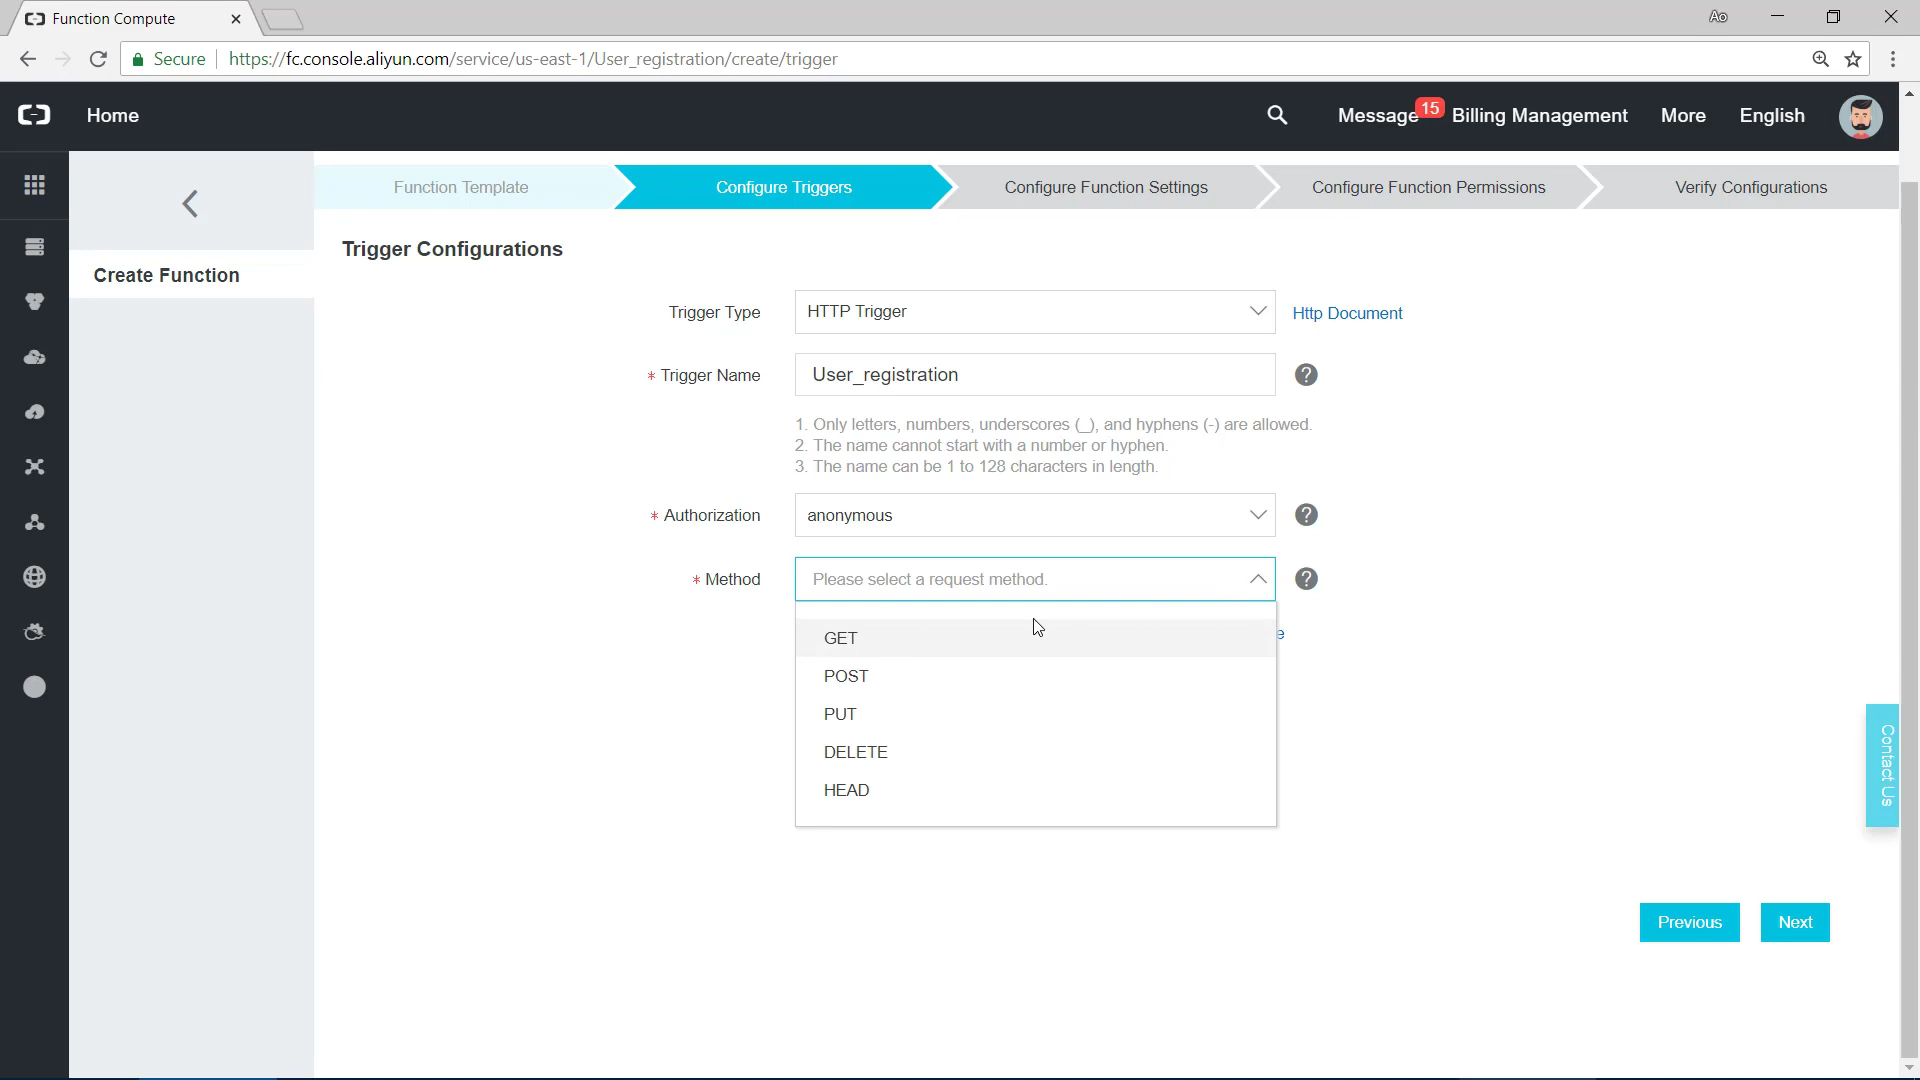 Function Compute
Ao
Secure
https://fc.console.aliyun.com/service/us-east-1/User_registration/create/trigger
Home
Message 15 Billing Management More English
Function Template
Configure Triggers
Configure Function Settings
Configure Function Permissions
Verify Configurations
Create Function
Trigger Configurations
Trigger Type HTTP Trigger Http Document
* Trigger Name User_registration ?
1. Only letters, numbers, underscores (_), and hyphens (-) are allowed.
2. The name cannot start with a number or hyphen.
3. The name can be 1 to 128 characters in length.
* Authorization anonymous ?
* Method Please select a request method. ?
GET
POST
PUT
DELETE
HEAD
Contact Us
Previous Next